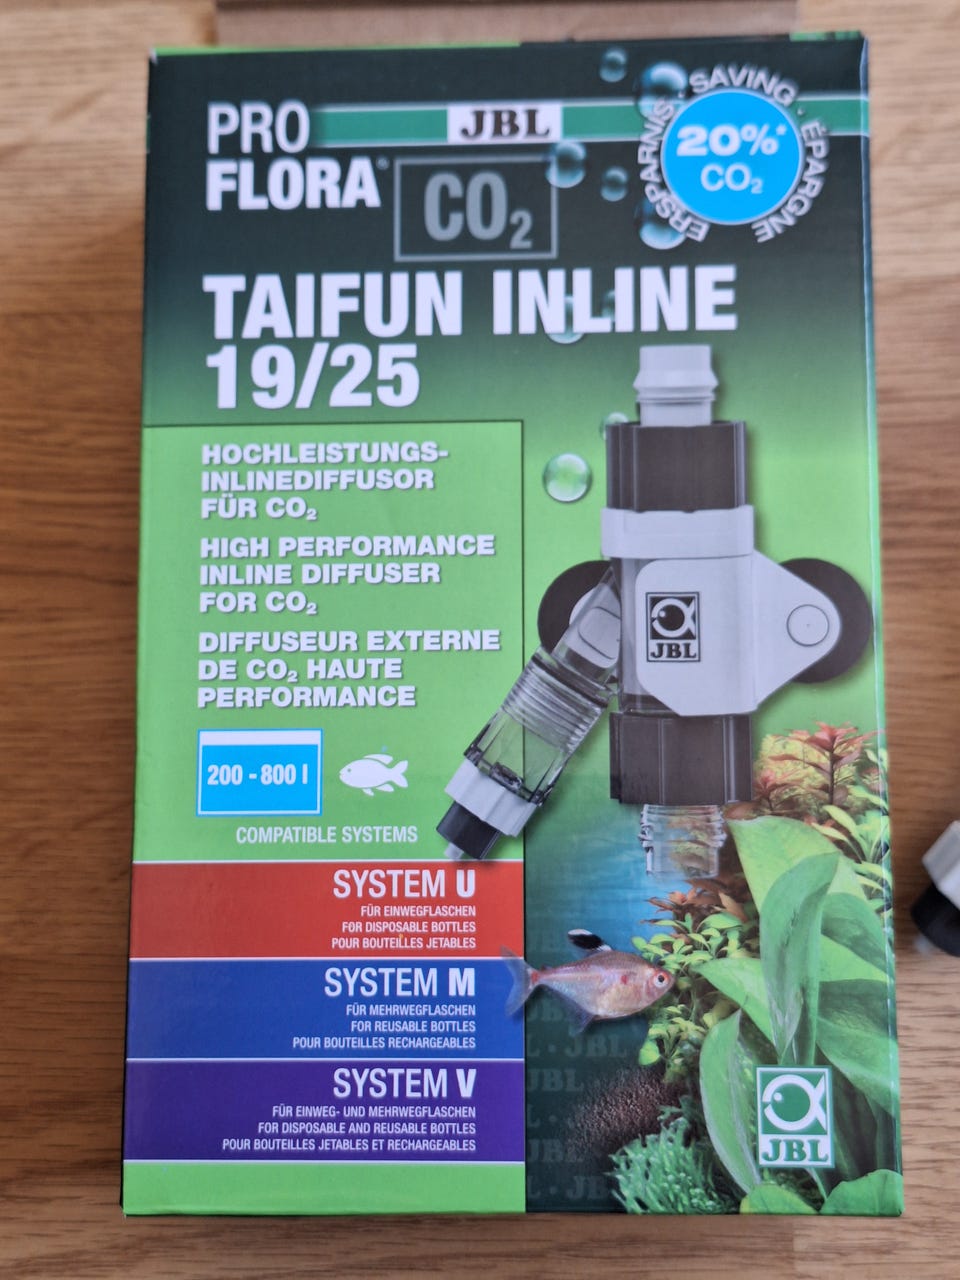 PRO
FLORA®
JBL
CO₂
ERSPARNIS · SAVING · ÉPARGNE
20%*
CO₂
TAIFUN INLINE
19/25
HOCHLEISTUNGS-
INLINEDIFFUSOR
FÜR CO₂
HIGH PERFORMANCE
INLINE DIFFUSER
FOR CO₂
DIFFUSEUR EXTERNE
DE CO₂ HAUTE
PERFORMANCE
JBL
200 - 800 l
COMPATIBLE SYSTEMS
SYSTEM U
FÜR EINWEGFLASCHEN
FOR DISPOSABLE BOTTLES
POUR BOUTEILLES JETABLES
SYSTEM M
FÜR MEHRWEGFLASCHEN
FOR REUSABLE BOTTLES
POUR BOUTEILLES RECHARGEABLES
SYSTEM V
FÜR EINWEG- UND MEHRWEGFLASCHEN
FOR DISPOSABLE AND REUSABLE BOTTLES
POUR BOUTEILLES JETABLES ET RECHARGEABLES
JBL